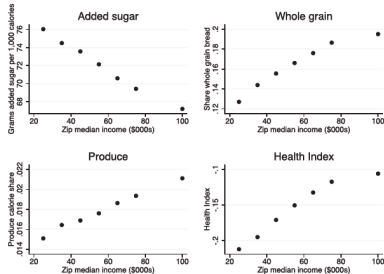 Added sugar
Grams added sugar per 1,000 calories
76
74
72
70
68
20 40 60 80 100
Zip median income ($000s)
Whole grain
Share whole grain bread
.2
.18
.16
.14
.12
20 40 60 80 100
Zip median income ($000s)
Produce
Produce calorie share
.022
.02
.018
.016
.014
20 40 60 80 100
Zip median income ($000s)
Health Index
Health Index
-.1
-.15
-.2
20 40 60 80 100
Zip median income ($000s)